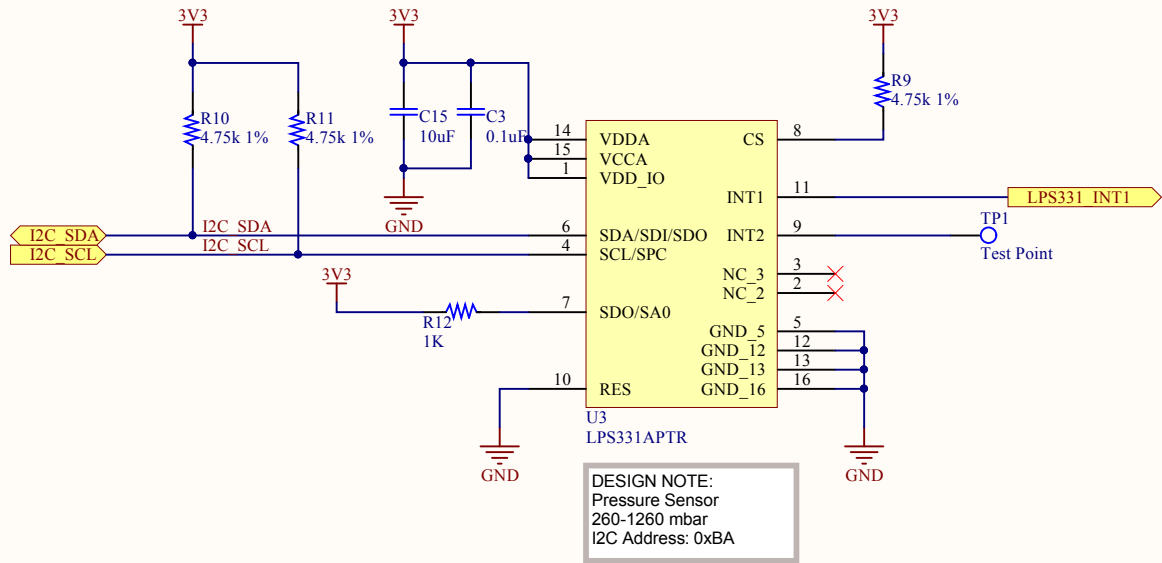 3V3
3V3
3V3
R10
4.75k 1%
R11
4.75k 1%
C15
10uF
C3
0.1uF
R9
4.75k 1%
GND
14
VDDA
15
VCCA
1
VDD_IO
CS
8
INT1
11
LPS331_INT1
I2C_SDA
I2C_SDA
6
SDA/SDI/SDO
I2C_SCL
I2C_SCL
4
SCL/SPC
INT2
9
TP1
Test Point
NC_3
3
NC_2
2
3V3
R12
1K
7
SDO/SA0
GND_5
5
GND_12
12
GND_13
13
GND_16
16
10
RES
GND
GND
U3
LPS331APTR
DESIGN NOTE:
Pressure Sensor
260-1260 mbar
I2C Address: 0xBA